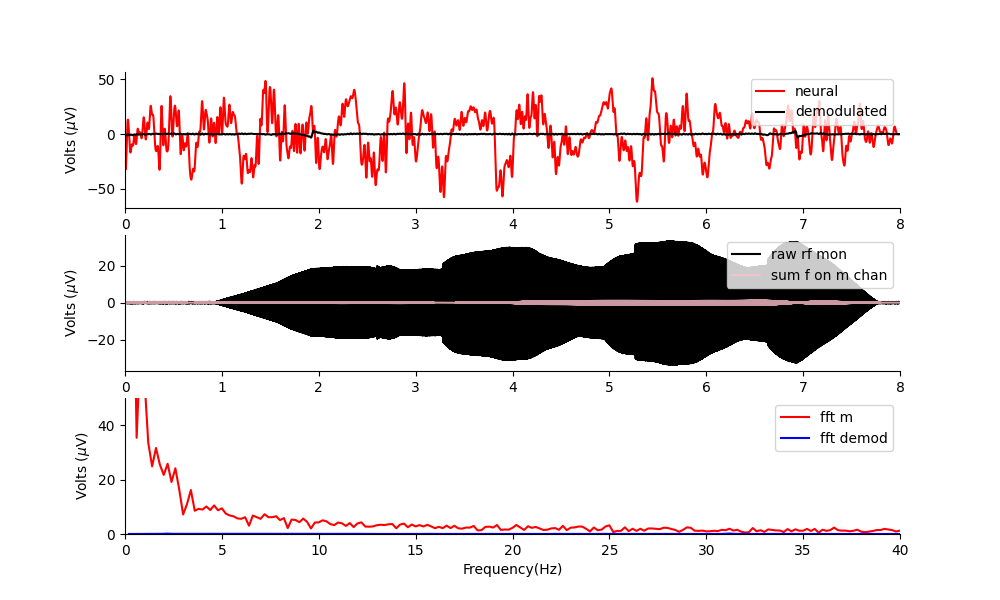 Volts (μV)
50
0
−50
neural
demodulated
0 1 2 3 4 5 6 7 8
Volts (μV)
20
0
−20
raw rf mon
sum f on m chan
0 1 2 3 4 5 6 7 8
Volts (μV)
40
20
0
fft m
fft demod
0 5 10 15 20 25 30 35 40
Frequency(Hz)